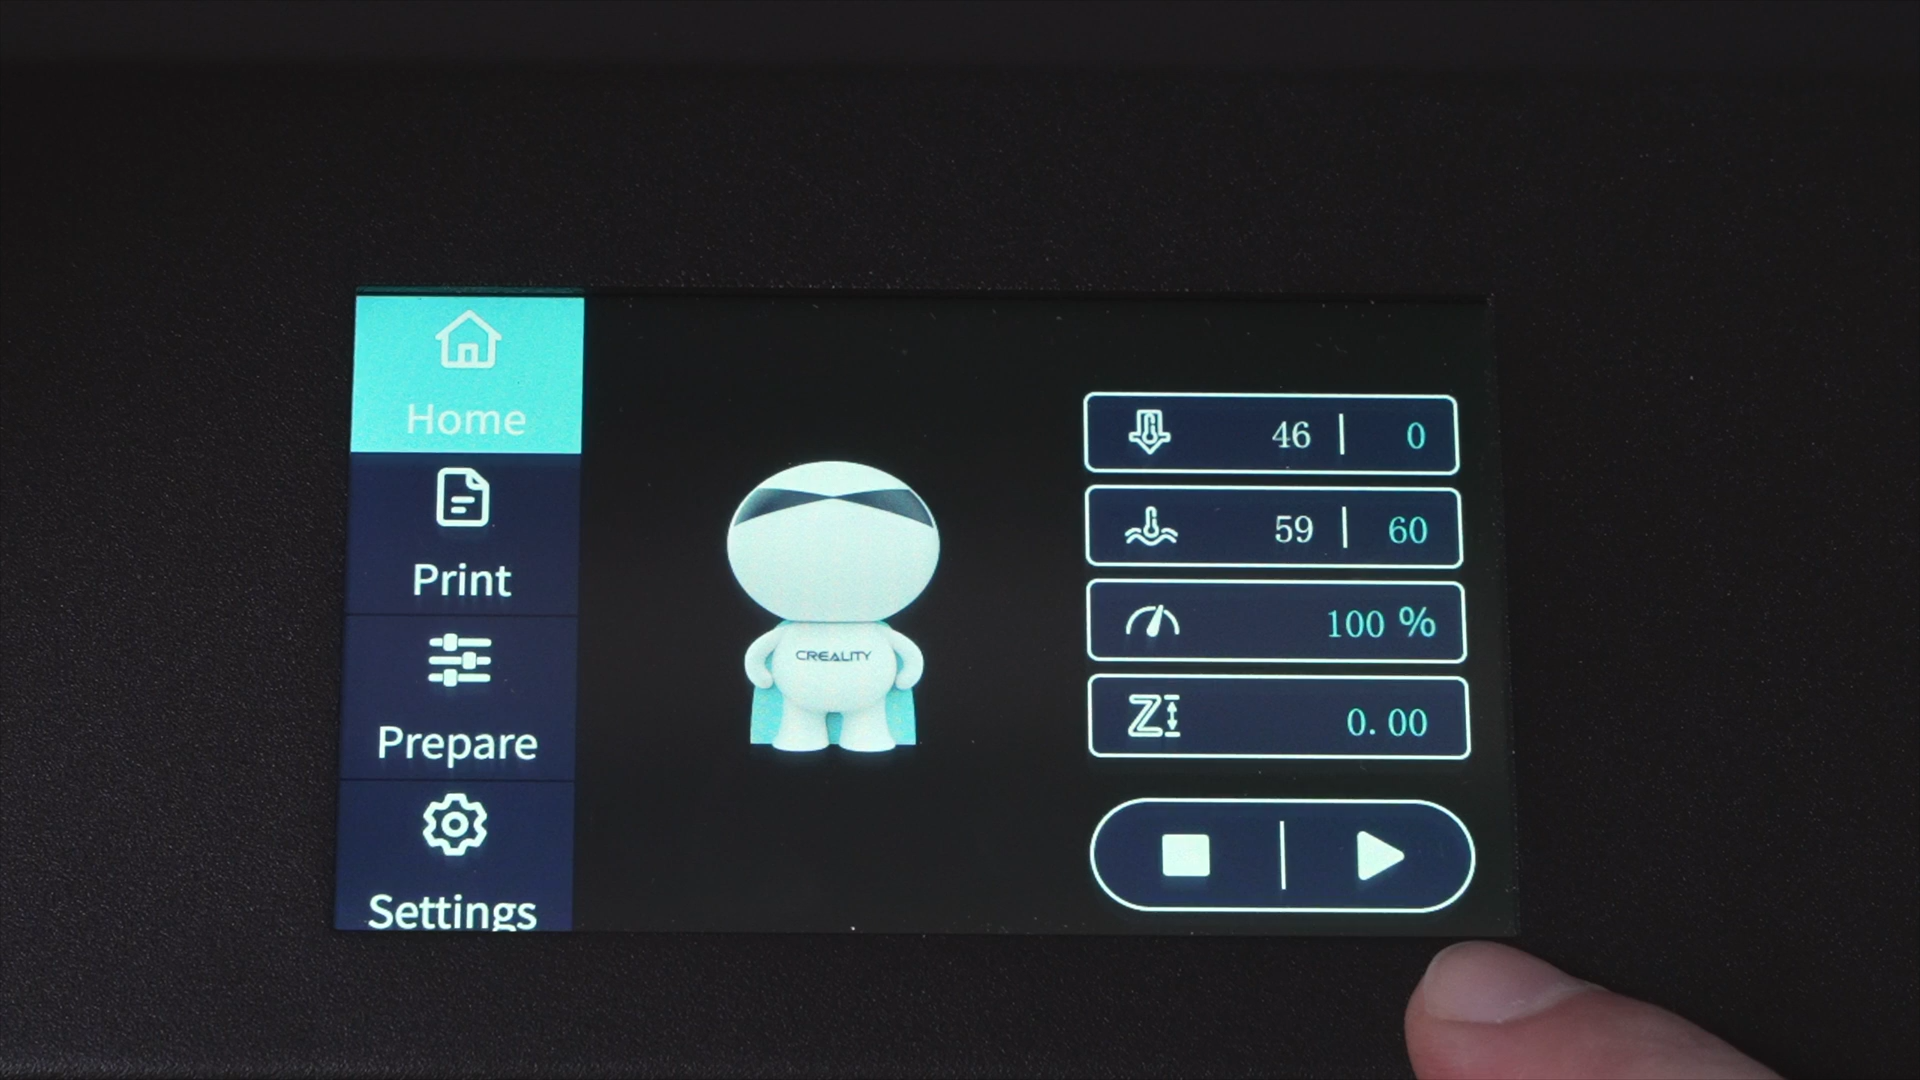 Home
Print
Prepare
Settings
CREALITY
46 | 0
59 | 60
100 %
Z 0.00